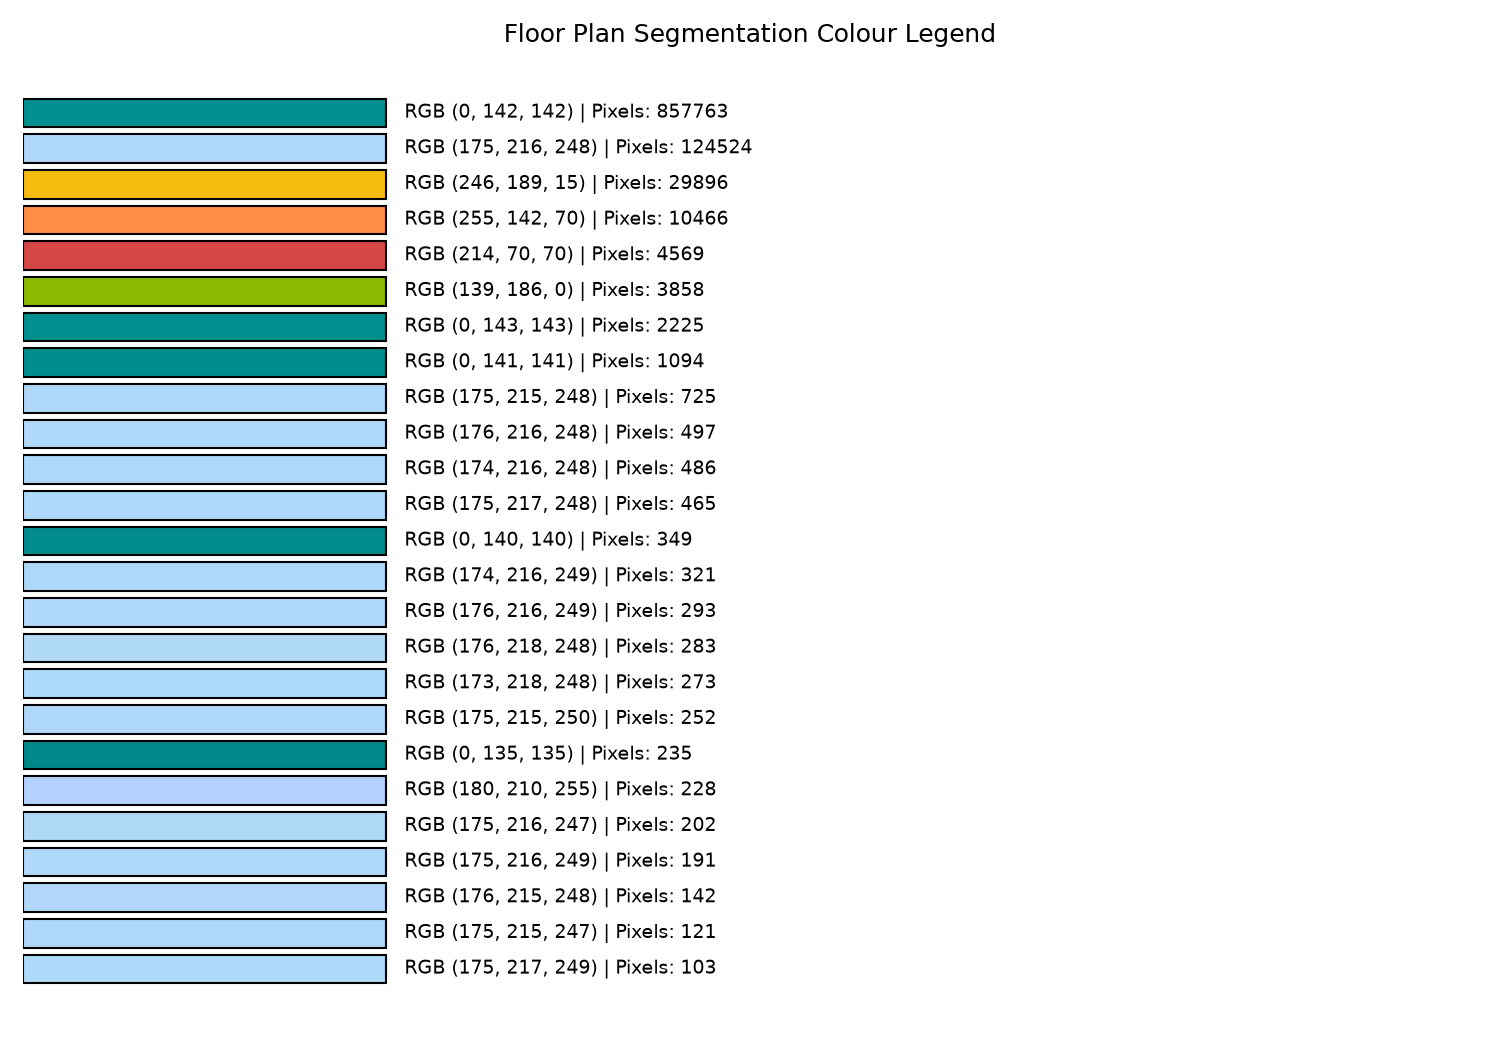 Floor Plan Segmentation Colour Legend
RGB (0, 142, 142) | Pixels: 857763
RGB (175, 216, 248) | Pixels: 124524
RGB (246, 189, 15) | Pixels: 29896
RGB (255, 142, 70) | Pixels: 10466
RGB (214, 70, 70) | Pixels: 4569
RGB (139, 186, 0) | Pixels: 3858
RGB (0, 143, 143) | Pixels: 2225
RGB (0, 141, 141) | Pixels: 1094
RGB (175, 215, 248) | Pixels: 725
RGB (176, 216, 248) | Pixels: 497
RGB (174, 216, 248) | Pixels: 486
RGB (175, 217, 248) | Pixels: 465
RGB (0, 140, 140) | Pixels: 349
RGB (174, 216, 249) | Pixels: 321
RGB (176, 216, 249) | Pixels: 293
RGB (176, 218, 248) | Pixels: 283
RGB (173, 218, 248) | Pixels: 273
RGB (175, 215, 250) | Pixels: 252
RGB (0, 135, 135) | Pixels: 235
RGB (180, 210, 255) | Pixels: 228
RGB (175, 216, 247) | Pixels: 202
RGB (175, 216, 249) | Pixels: 191
RGB (176, 215, 248) | Pixels: 142
RGB (175, 215, 247) | Pixels: 121
RGB (175, 217, 249) | Pixels: 103